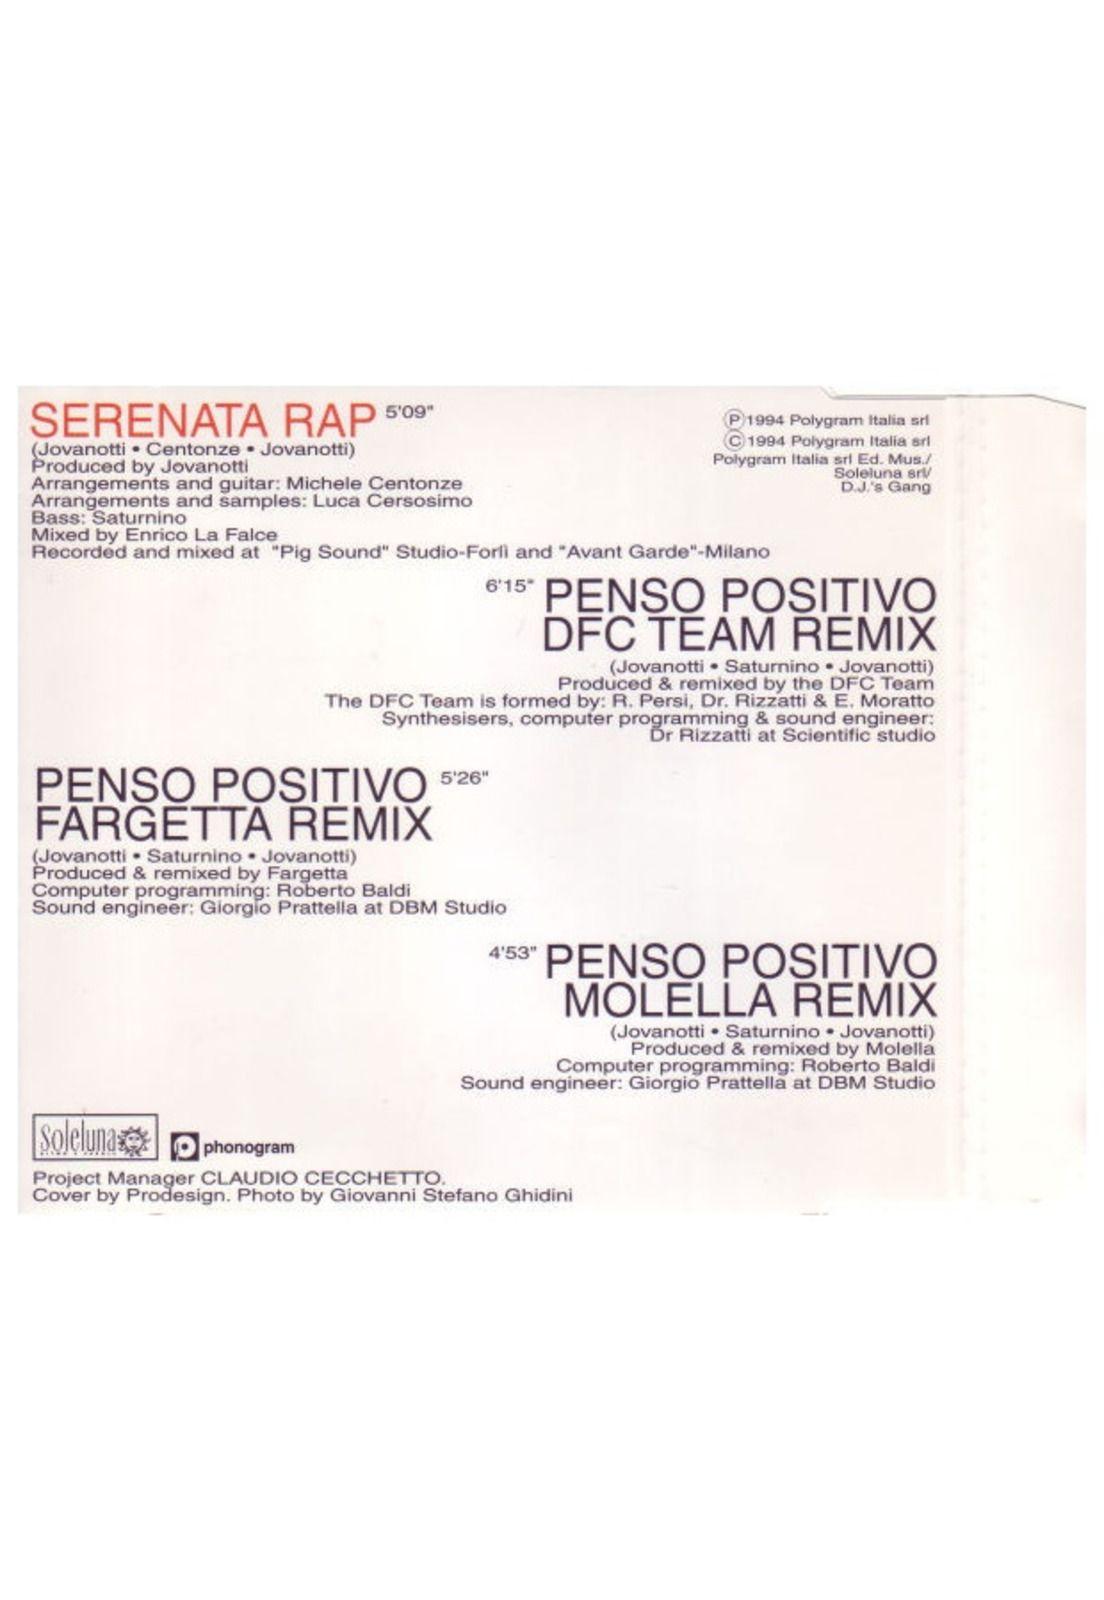 SERENATA RAP 5'09"
(Jovanotti • Centonze • Jovanotti)
Produced by Jovanotti
Arrangements and guitar: Michele Centonze
Arrangements and samples: Luca Cersosimo
Bass: Saturnino
Mixed by Enrico La Falce
Recorded and mixed at "Pig Sound" Studio-Forlì and "Avant Garde"-Milano
Ⓟ1994 Polygram Italia srl
Ⓒ1994 Polygram Italia srl
Polygram Italia srl Ed. Mus./
Soleluna srl/
D.J.'s Gang
6'15" PENSO POSITIVO
DFC TEAM REMIX
(Jovanotti • Saturnino • Jovanotti)
Produced & remixed by the DFC Team
The DFC Team is formed by: R. Persi, Dr. Rizzatti & E. Moratto
Synthesisers, computer programming & sound engineer:
Dr Rizzatti at Scientific studio
PENSO POSITIVO 5'26"
FARGETTA REMIX
(Jovanotti • Saturnino • Jovanotti)
Produced & remixed by Fargetta
Computer programming: Roberto Baldi
Sound engineer: Giorgio Prattella at DBM Studio
4'53" PENSO POSITIVO
MOLELLA REMIX
(Jovanotti • Saturnino • Jovanotti)
Produced & remixed by Molella
Computer programming: Roberto Baldi
Sound engineer: Giorgio Prattella at DBM Studio
Soleluna
phonogram
Project Manager CLAUDIO CECCHETTO.
Cover by Prodesign. Photo by Giovanni Stefano Ghidini